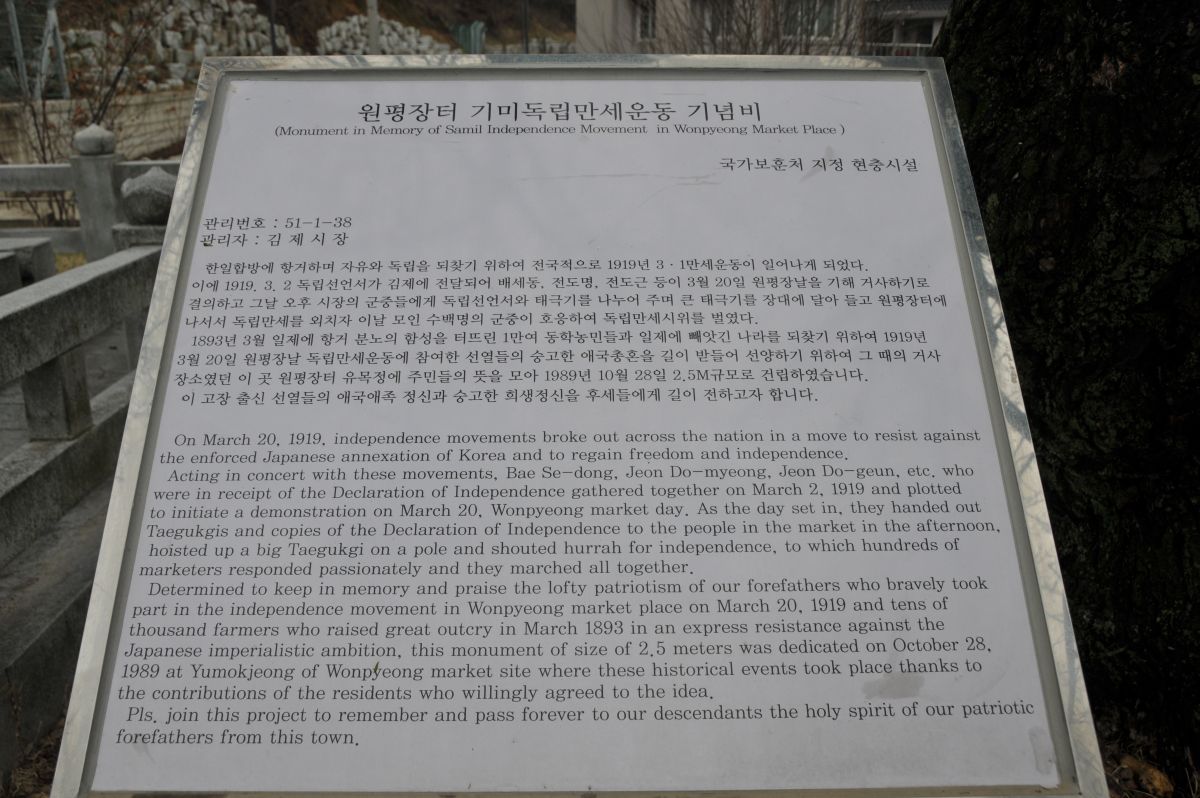 원평장터 기미독립만세운동 기념비
(Monument in Memory of Samil Independence Movement in Wonpyeong Market Place )
국가보훈처 지정 현충시설
관리번호 : 51-1-38
관리자 : 김 제 시 장
한일합방에 항거하며 자유와 독립을 되찾기 위하여 전국적으로 1919년 3 · 1만세운동이 일어나게 되었다.
이에 1919. 3. 2 독립선언서가 김제에 전달되어 배세동, 전도명, 전도근 등이 3월 20일 원평장날을 기해 거사하기로
결의하고 그날 오후 시장의 군중들에게 독립선언서와 태극기를 나누어 주며 큰 태극기를 장대에 달아 들고 원평장터에
나서서 독립만세를 외치자 이날 모인 수백명의 군중이 호응하여 독립만세시위를 벌였다.
1893년 3월 일제에 항거 분노의 함성을 터뜨린 1만여 동학농민들과 일제에 빼앗긴 나라를 되찾기 위하여 1919년
3월 20일 원평장날 독립만세운동에 참여한 선열들의 숭고한 애국충혼을 길이 받들어 선양하기 위하여 그 때의 거사
장소였던 이 곳 원평장터 유목정에 주민들의 뜻을 모아 1989년 10월 28일 2.5M규모로 건립하였습니다.
이 고장 출신 선열들의 애국애족 정신과 숭고한 희생정신을 후세들에게 길이 전하고자 합니다.
On March 20, 1919, independence movements broke out across the nation in a move to resist against
the enforced Japanese annexation of Korea and to regain freedom and independence.
Acting in concert with these movements, Bae Se-dong, Jeon Do-myeong, Jeon Do-geun, etc. who
were in receipt of the Declaration of Independence gathered together on March 2, 1919 and plotted
to initiate a demonstration on March 20, Wonpyeong market day. As the day set in, they handed out
Taegukgis and copies of the Declaration of Independence to the people in the market in the afternoon,
hoisted up a big Taegukgi on a pole and shouted hurrah for independence, to which hundreds of
marketers responded passionately and they marched all together.
Determined to keep in memory and praise the lofty patriotism of our forefathers who bravely took
part in the independence movement in Wonpyeong market place on March 20, 1919 and tens of
thousand farmers who raised great outcry in March 1893 in an express resistance against the
Japanese imperialistic ambition, this monument of size of 2.5 meters was dedicated on October 28,
1989 at Yumokjeong of Wonpyeong market site where these historical events took place thanks to
the contributions of the residents who willingly agreed to the idea.
Pls. join this project to remember and pass forever to our descendants the holy spirit of our patriotic
forefathers from this town.